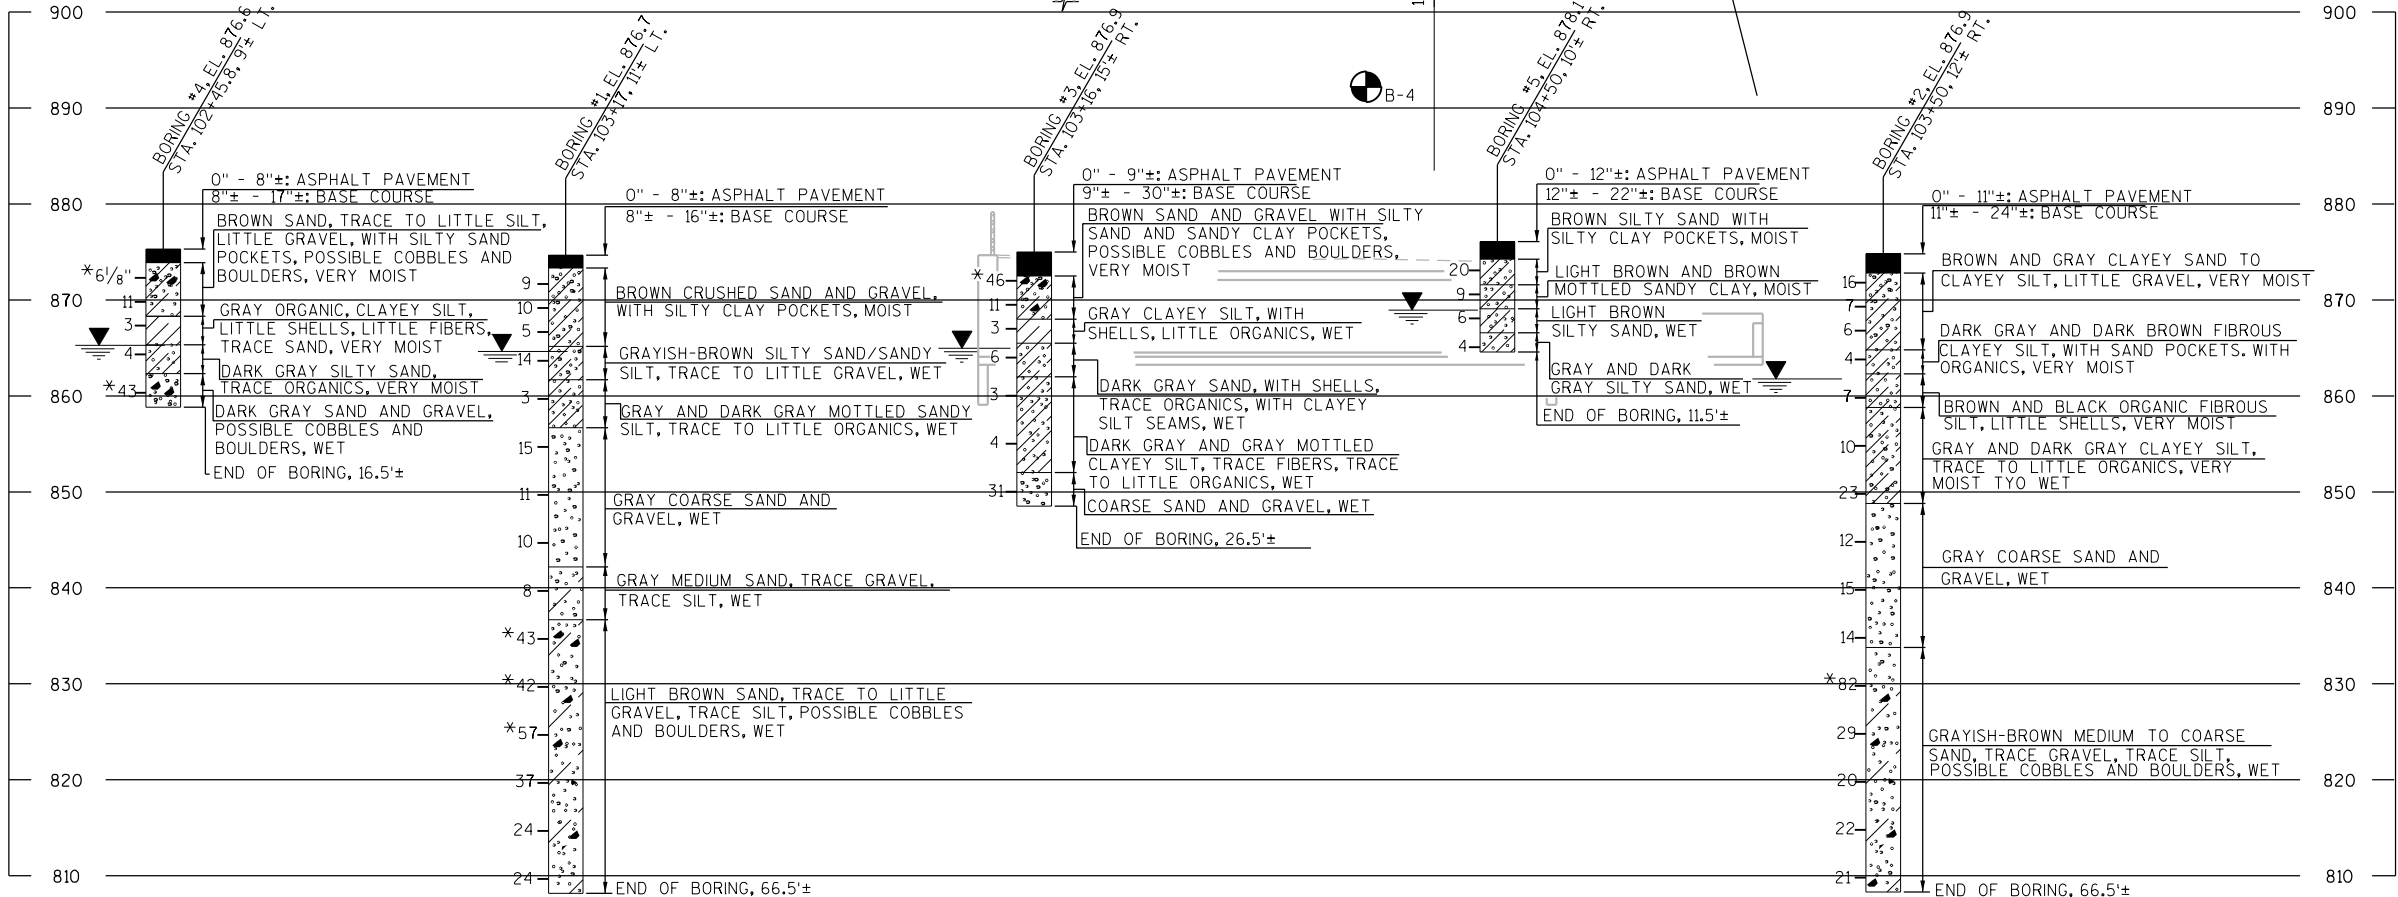 900
900
890
890
880
880
870
870
860
860
850
850
840
840
830
830
820
820
810
810
B-4
BORING #4, EL. 876.6
STA. 102+45.8, 9'± LT.
0" - 8"±: ASPHALT PAVEMENT
8"± - 17"±: BASE COURSE
BROWN SAND, TRACE TO LITTLE SILT,
LITTLE GRAVEL, WITH SILTY SAND
POCKETS, POSSIBLE COBBLES AND
BOULDERS, VERY MOIST
GRAY ORGANIC, CLAYEY SILT,
LITTLE SHELLS, LITTLE FIBERS,
TRACE SAND, VERY MOIST
DARK GRAY SILTY SAND,
TRACE ORGANICS, VERY MOIST
DARK GRAY SAND AND GRAVEL,
POSSIBLE COBBLES AND
BOULDERS, WET
END OF BORING, 16.5'±
*6 1/8"
11
3
4
*43
BORING #1, EL. 876.7
STA. 103+17, 11'± LT.
0" - 8"±: ASPHALT PAVEMENT
8"± - 16"±: BASE COURSE
BROWN CRUSHED SAND AND GRAVEL,
WITH SILTY CLAY POCKETS, MOIST
GRAYISH-BROWN SILTY SAND/SANDY
SILT, TRACE TO LITTLE GRAVEL, WET
GRAY AND DARK GRAY MOTTLED SANDY
SILT, TRACE TO LITTLE ORGANICS, WET
GRAY COARSE SAND AND
GRAVEL, WET
GRAY MEDIUM SAND, TRACE GRAVEL,
TRACE SILT, WET
LIGHT BROWN SAND, TRACE TO LITTLE
GRAVEL, TRACE SILT, POSSIBLE COBBLES
AND BOULDERS, WET
END OF BORING, 66.5'±
9
10
5
14
3
15
11
10
8
*43
*42
*57
37
24
24
BORING #3, EL. 876.9
STA. 103+16, 15'± RT.
0" - 9"±: ASPHALT PAVEMENT
9"± - 30"±: BASE COURSE
BROWN SAND AND GRAVEL WITH SILTY
SAND AND SANDY CLAY POCKETS,
POSSIBLE COBBLES AND BOULDERS,
VERY MOIST
GRAY CLAYEY SILT, WITH
SHELLS, LITTLE ORGANICS, WET
DARK GRAY SAND, WITH SHELLS,
TRACE ORGANICS, WITH CLAYEY
SILT SEAMS, WET
DARK GRAY AND GRAY MOTTLED
CLAYEY SILT, TRACE FIBERS, TRACE
TO LITTLE ORGANICS, WET
COARSE SAND AND GRAVEL, WET
END OF BORING, 26.5'±
*46
11
3
6
3
4
31
BORING #5, EL. 878.1
STA. 104+50, 10'± RT.
0" - 12"±: ASPHALT PAVEMENT
12"± - 22"±: BASE COURSE
BROWN SILTY SAND WITH
SILTY CLAY POCKETS, MOIST
LIGHT BROWN AND BROWN
MOTTLED SANDY CLAY, MOIST
LIGHT BROWN
SILTY SAND, WET
GRAY AND DARK
GRAY SILTY SAND, WET
END OF BORING, 11.5'±
20
9
6
4
BORING #2, EL. 876.9
STA. 103+50, 12'± RT.
0" - 11"±: ASPHALT PAVEMENT
11"± - 24"±: BASE COURSE
BROWN AND GRAY CLAYEY SAND TO
CLAYEY SILT, LITTLE GRAVEL, VERY MOIST
DARK GRAY AND DARK BROWN FIBROUS
CLAYEY SILT, WITH SAND POCKETS. WITH
ORGANICS, VERY MOIST
BROWN AND BLACK ORGANIC FIBROUS
SILT, LITTLE SHELLS, VERY MOIST
GRAY AND DARK GRAY CLAYEY SILT,
TRACE TO LITTLE ORGANICS, VERY
MOIST TYO WET
GRAY COARSE SAND AND
GRAVEL, WET
GRAYISH-BROWN MEDIUM TO COARSE
SAND, TRACE GRAVEL, TRACE SILT,
POSSIBLE COBBLES AND BOULDERS, WET
END OF BORING, 66.5'±
16
7
6
4
7
10
23
12
15
14
*82
29
20
22
21